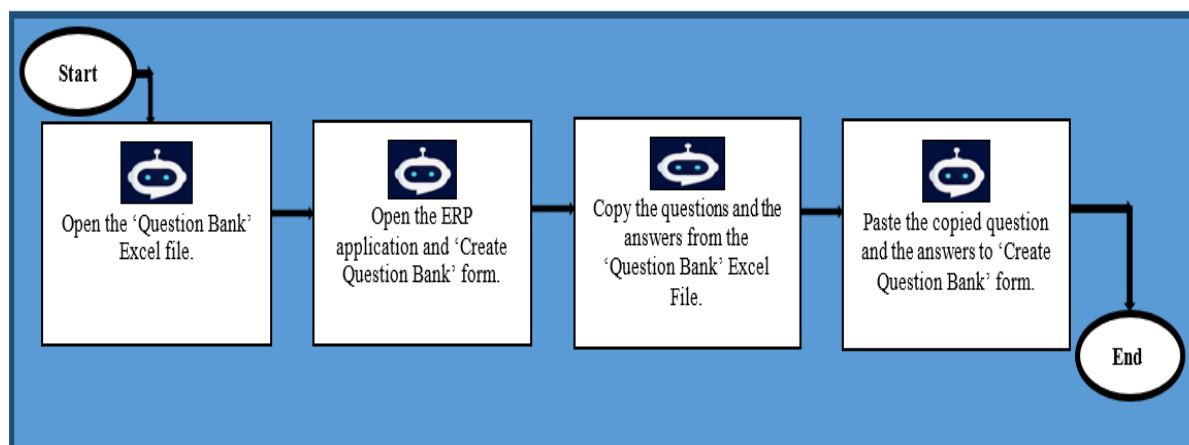 Start
Open the ‘Question Bank’
Excel file.
Open the ERP
application and ‘Create
Question Bank’ form.
Copy the questions and the
answers from the
‘Question Bank’ Excel
File.
Paste the copied question
and the answers to ‘Create
Question Bank’ form.
End